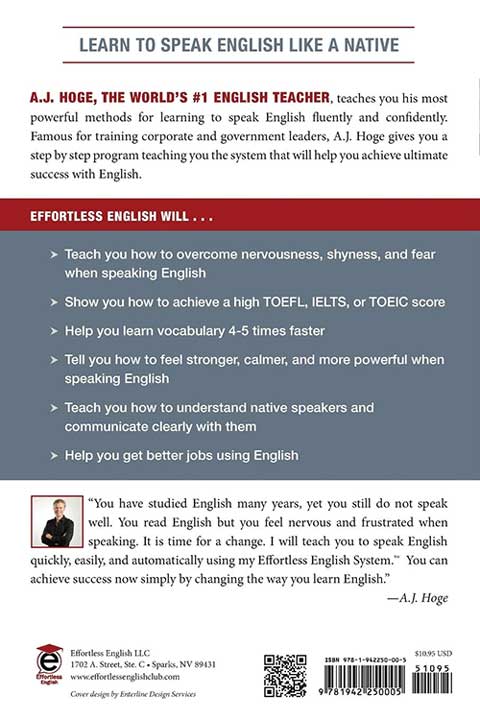 LEARN TO SPEAK ENGLISH LIKE A NATIVE
A.J. HOGE, THE WORLD'S #1 ENGLISH TEACHER, teaches you his most
powerful methods for learning to speak English fluently and confidently.
Famous for training corporate and government leaders, A.J. Hoge gives you a
step by step program teaching you the system that will help you achieve ultimate
success with English.
EFFORTLESS ENGLISH WILL . . .
➤ Teach you how to overcome nervousness, shyness, and fear
when speaking English
➤ Show you how to achieve a high TOEFL, IELTS, or TOEIC score
➤ Help you learn vocabulary 4-5 times faster
➤ Tell you how to feel stronger, calmer, and more powerful when
speaking English
➤ Teach you how to understand native speakers and
communicate clearly with them
➤ Help you get better jobs using English
“You have studied English many years, yet you still do not speak
well. You read English but you feel nervous and frustrated when
speaking. It is time for a change. I will teach you to speak English
quickly, easily, and automatically using my Effortless English System.™ You can
achieve success now simply by changing the way you learn English.”
—A.J. Hoge
e
Effortless
English
Effortless English LLC
1702 A. Street, Ste. C • Sparks, NV 89431
www.effortlessenglishclub.com
Cover design by Enterline Design Services
ISBN 978-1-942250-00-5
9 781942 250005
$10.95 USD
51095